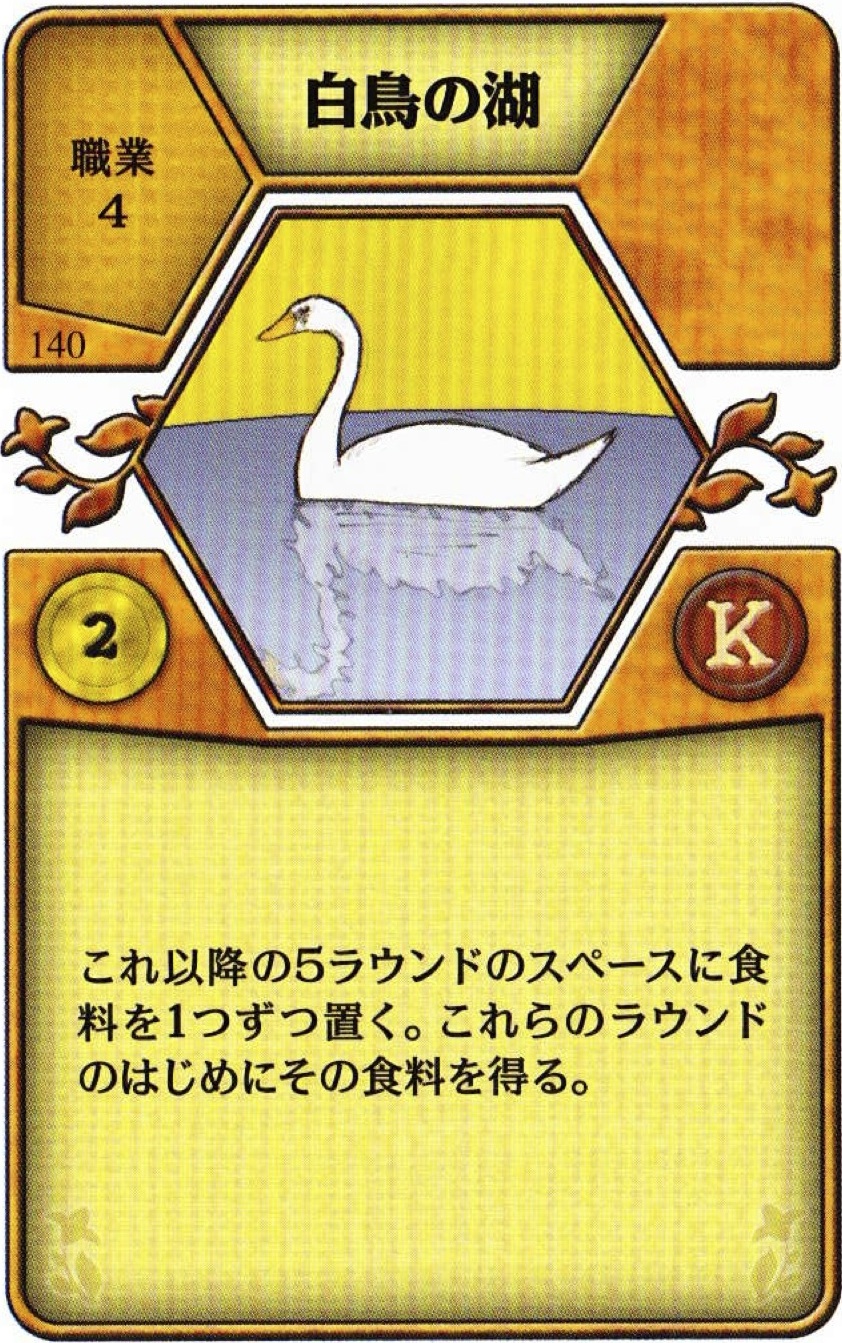 白鳥の湖
職業
4
140
2
K
これ以降の5ラウンドのスペースに食
料を1つずつ置く。これらのラウンド
のはじめにその食料を得る。